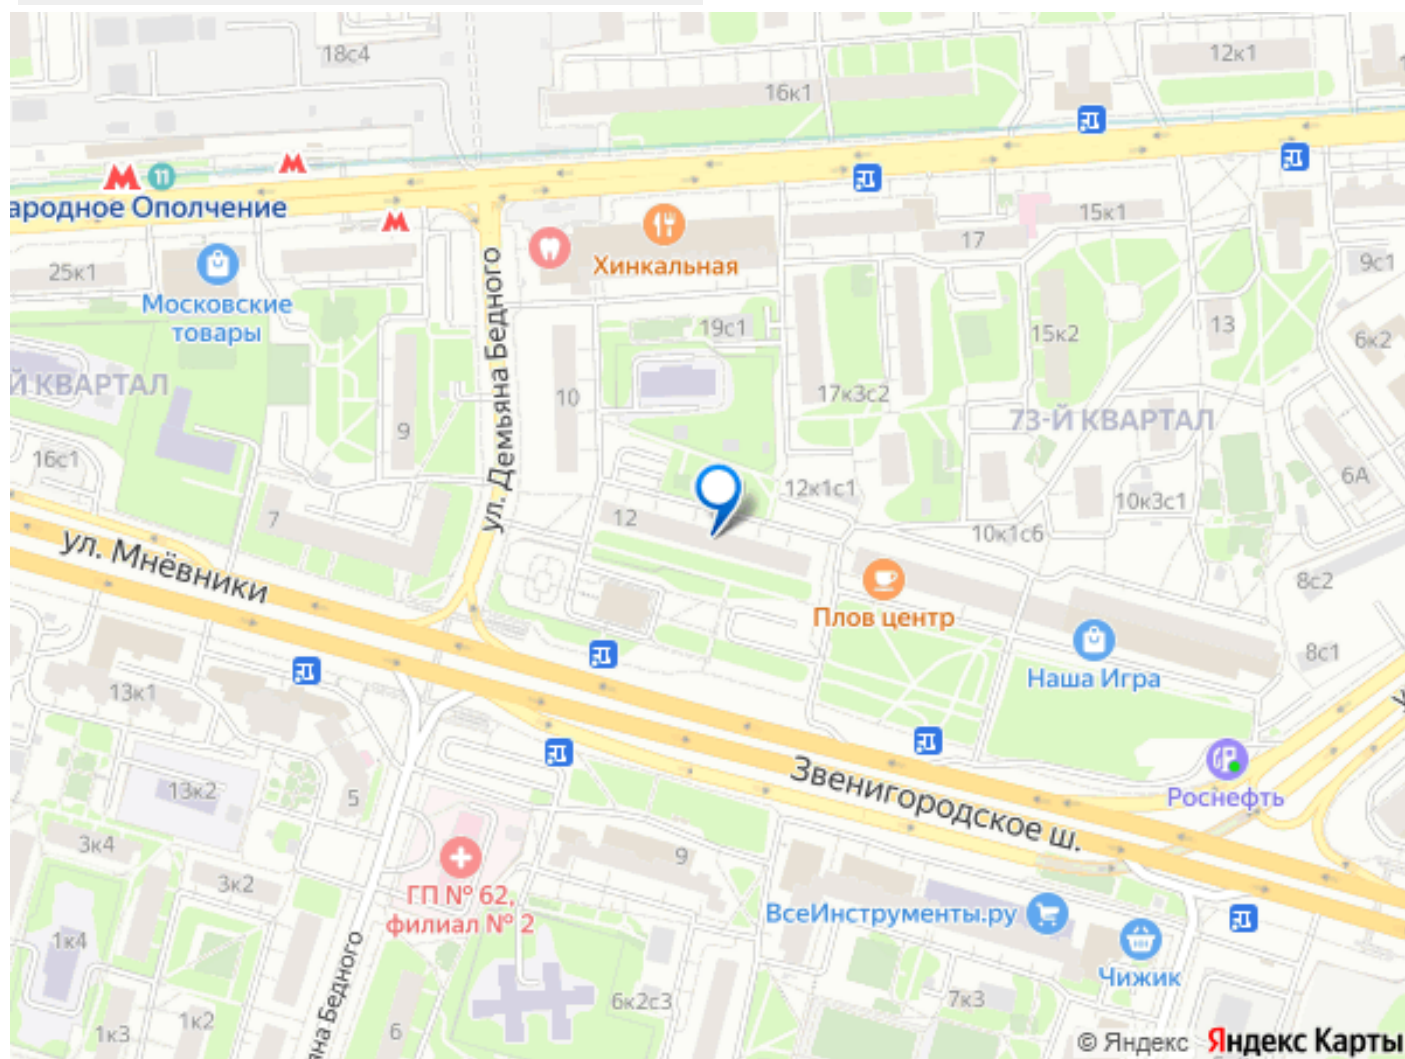 18с4
12к1
16к1
11
ародное Ополчение
15к1
17
25к1
Хинкальная
9с1
Московские
товары
19с1
13
15к2
6к2
Й КВАРТАЛ
10
17к3с2
ул. Демьяна Бедного
9
73-Й КВАРТАЛ
16с1
6А
12к1с1
10к3с1
7
12
10к1с6
ул. Мнёвники
8с2
Плов центр
8с1
Наша Игра
13к1
Звенигородское ш.
13к2
5
Роснефть
3к4
9
3к2
ГП № 62,
филиал № 2
ВсеИнструменты.ру
1к4
Чижик
яна Бедного
6к2с3
7к3
1к3
1к2
6
© Яндекс Яндекс Карты